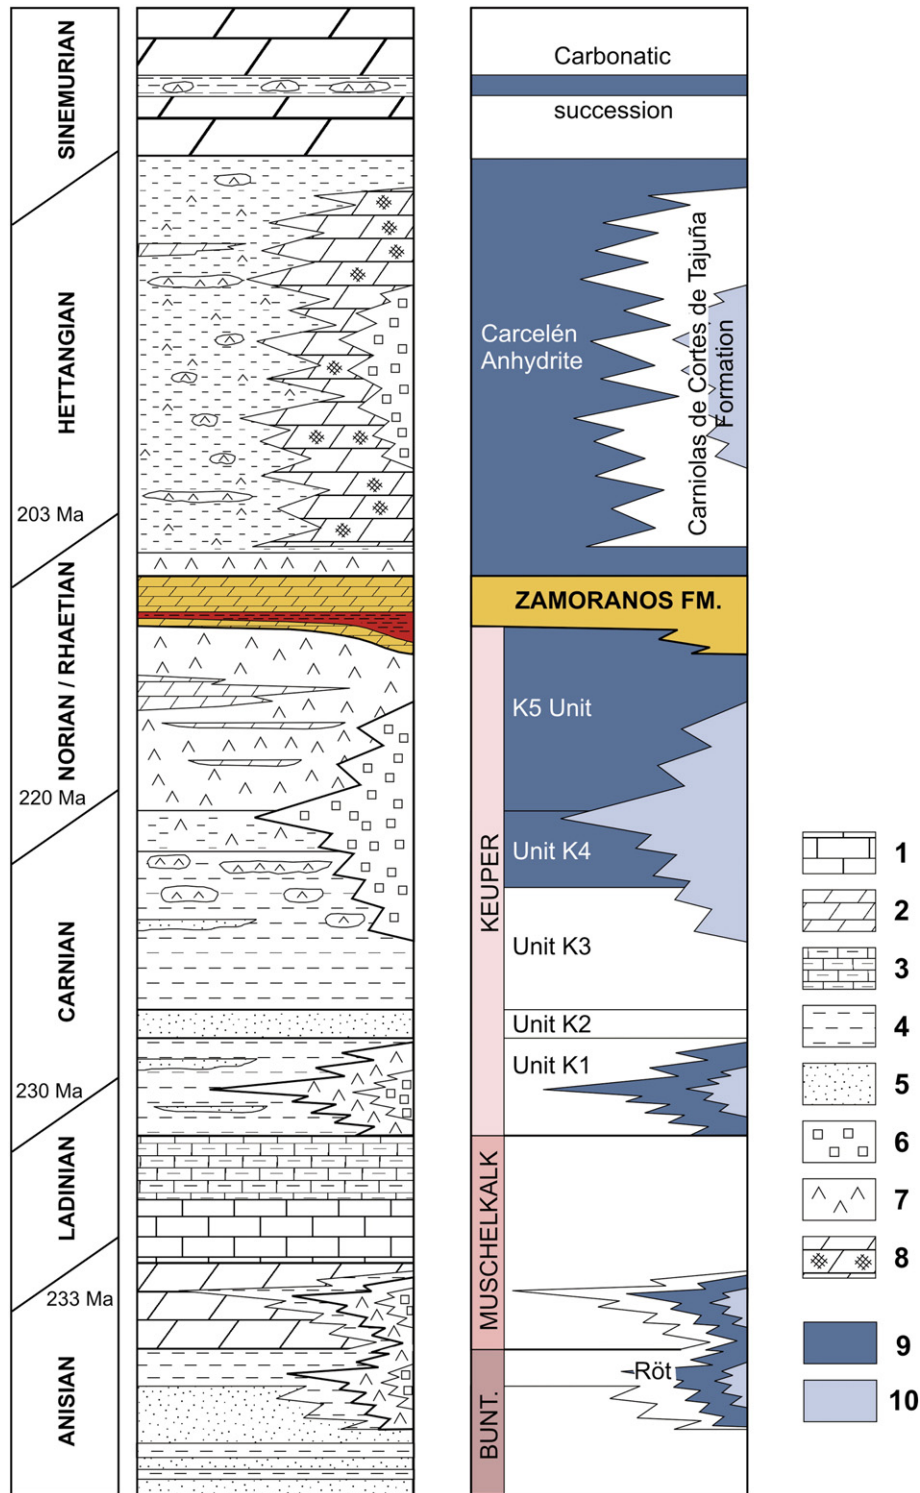 SINEMURIAN
HETTANGIAN
203 Ma
NORIAN / RHAETIAN
220 Ma
CARNIAN
230 Ma
LADINIAN
233 Ma
ANISIAN
Carbonatic
succession
Carcelén
Anhydrite
Carniolas de Cortes de Tajuña
Formation
ZAMORANOS FM.
KEUPER
K5 Unit
Unit K4
Unit K3
Unit K2
Unit K1
MUSCHELKALK
Röt
BUNT.
1
2
3
4
5
6
7
8
9
10